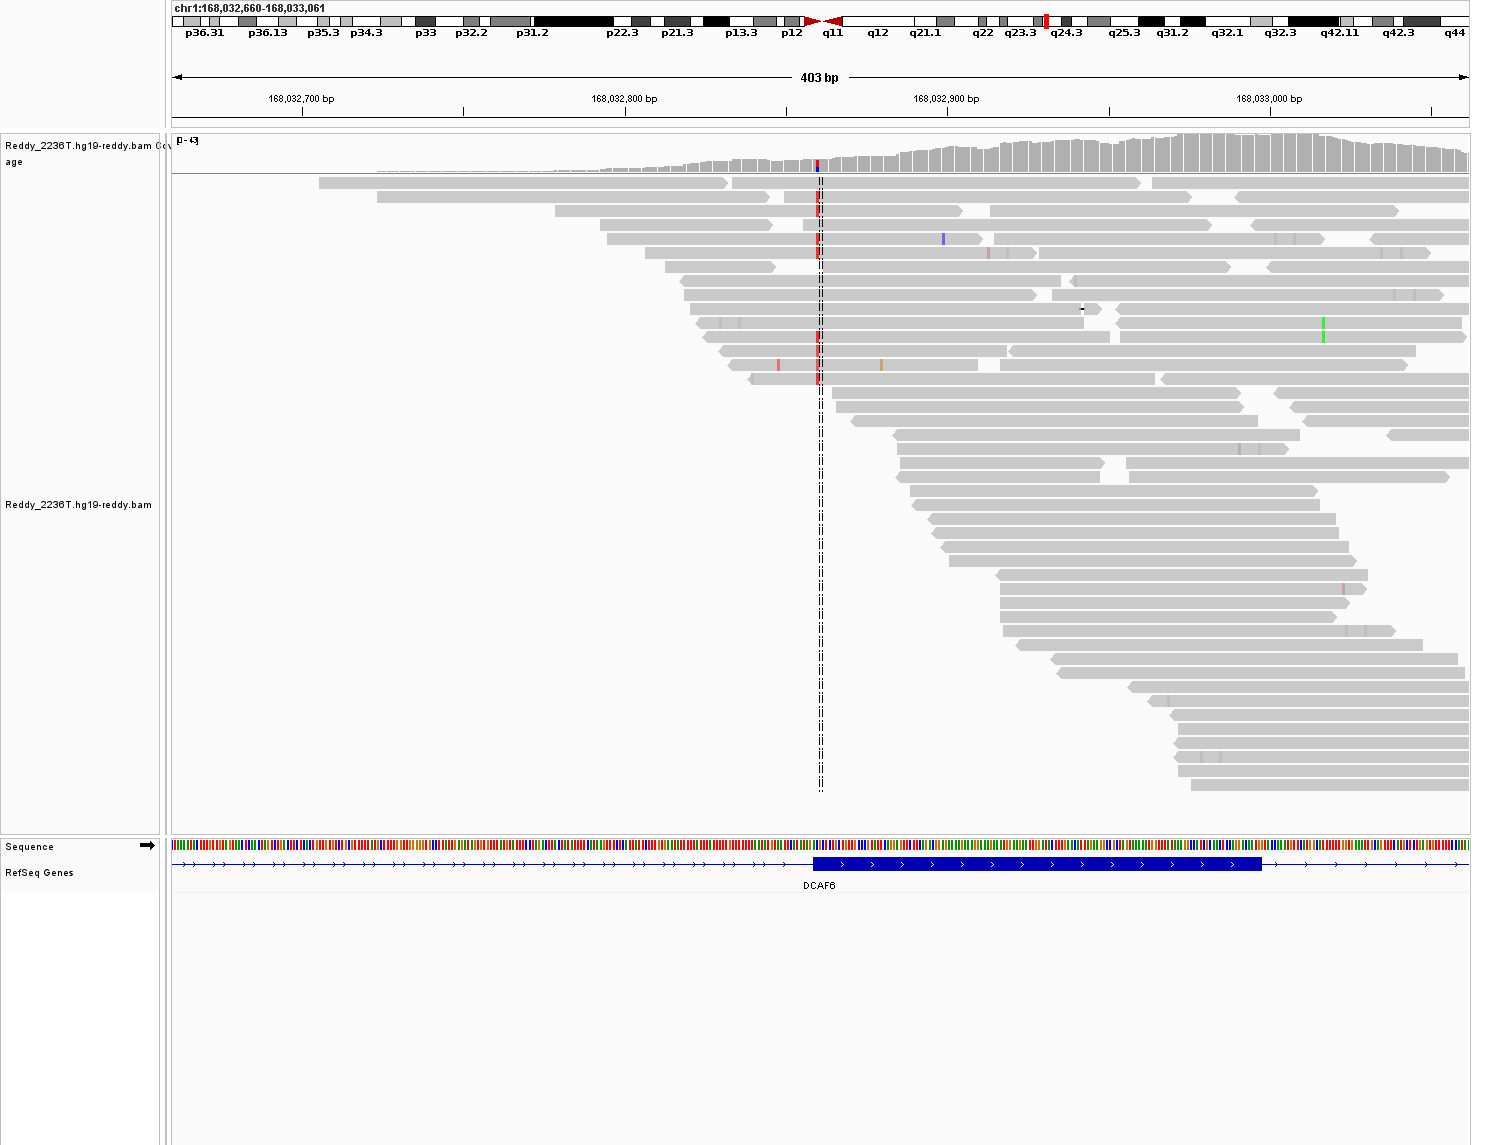 chr1:168,032,660-168,033,061
p36.31 p36.13 p35.3 p34.3 p33 p32.2 p31.2 p22.3 p21.3 p13.3 p12 q11 q12 q21.1 q22 q23.3 q24.3 q25.3 q31.2 q32.1 q32.3 q42.11 q42.3 q44
403 bp
168,032,700 bp 168,032,800 bp 168,032,900 bp 168,033,000 bp
Reddy_2236T.hg19-reddy.bam Cov
age
[0 - 43]
Reddy_2236T.hg19-reddy.bam
Sequence
RefSeq Genes
DCAF6